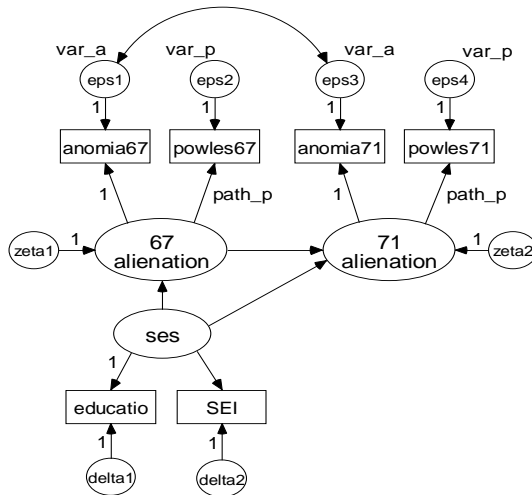 var_a var_p var_a var_p
eps1 eps2 eps3 eps4
1 1 1 1
anomia67 powles67 anomia71 powles71
1 path_p 1 path_p
zeta1 1 67 alienation 71 alienation 1 zeta2
ses
1
educatio SEI
1 1
delta1 delta2